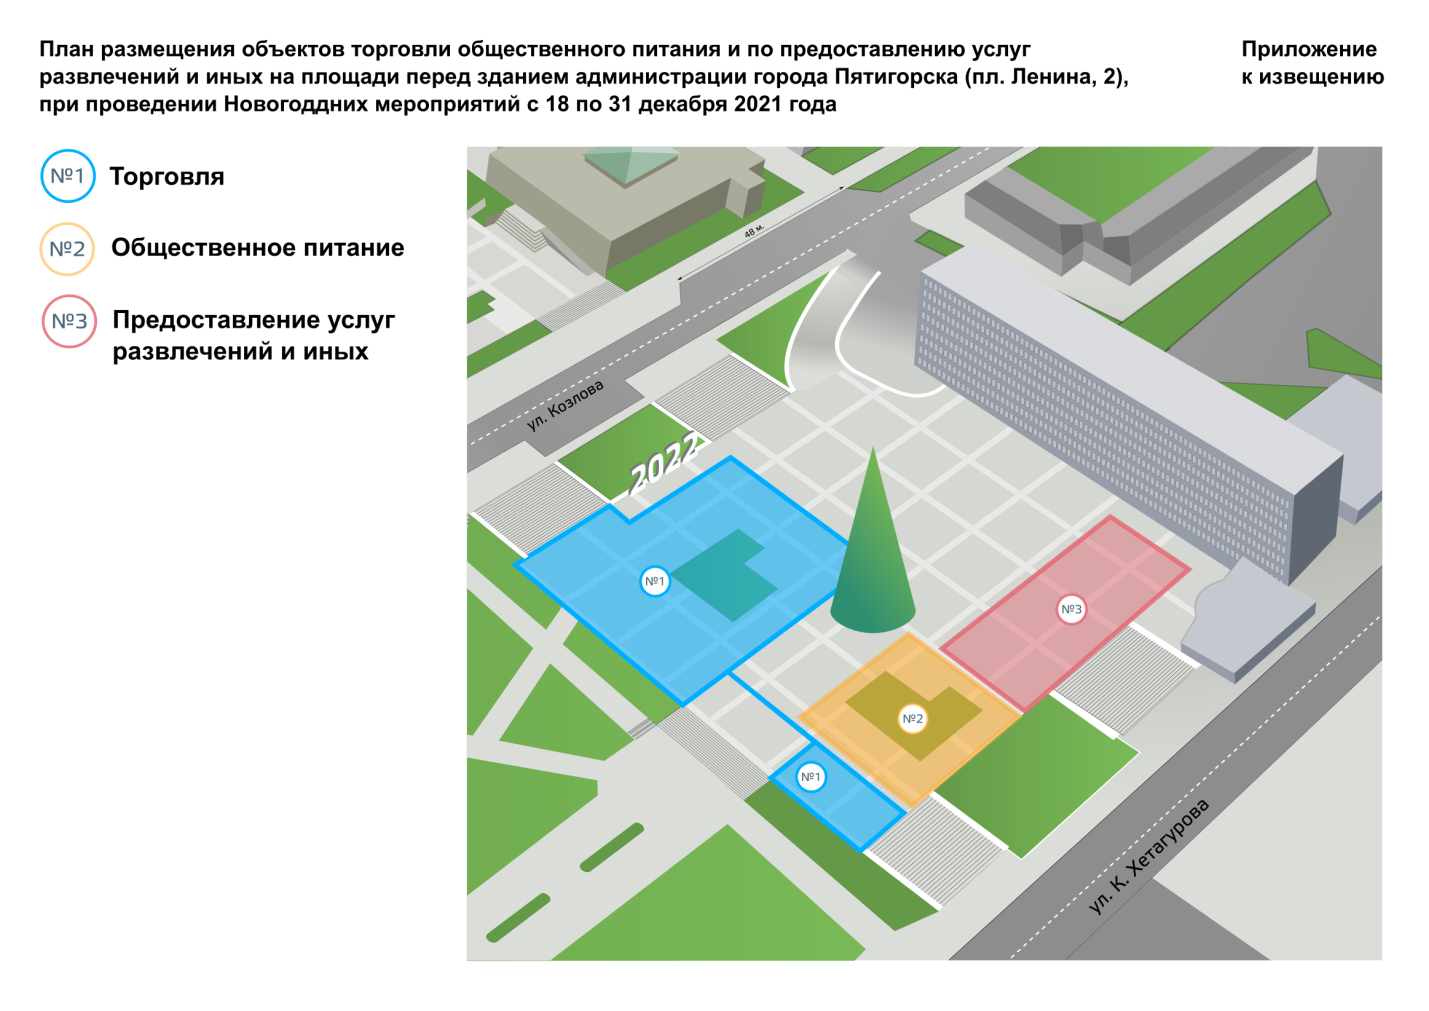 План размещения объектов торговли общественного питания и по предоставлению услуг
развлечений и иных на площади перед зданием администрации города Пятигорска (пл. Ленина, 2),
при проведении Новогоддних мероприятий с 18 по 31 декабря 2021 года
Приложение
к извещению
№1 Торговля
№2 Общественное питание
№3 Предоставление услуг
развлечений и иных
48 м.
ул. Козлова
2022
№1
№3
№2
№1
ул. К. Хетагурова